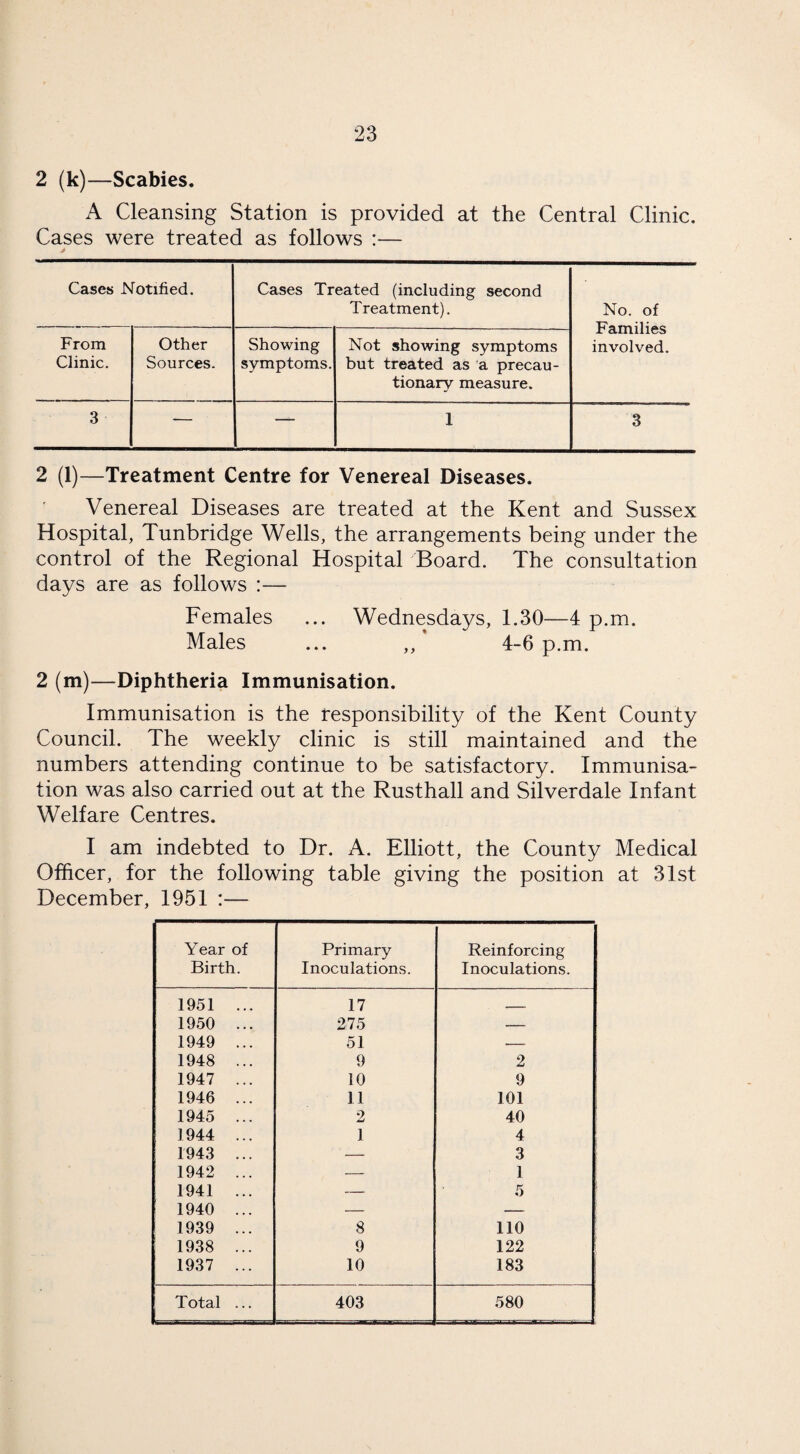 23
2 (k)—Scabies.
A Cleansing Station is provided at the Central Clinic.
Cases were treated as follows :—
Cases Notified. Cases Treated (including second Treatment). No. of Families involved.
From Clinic. Other Sources. Showing symptoms. Not showing symptoms but treated as a precautionary measure.
3 — — 1 3
2 (l)—Treatment Centre for Venereal Diseases.
Venereal Diseases are treated at the Kent and Sussex
Hospital, Tunbridge Wells, the arrangements being under the
control of the Regional Hospital Board. The consultation
days are as follows :—
Females ... Wednesdays, 1.30—4 p.m.
Males ... ,, 4-6 p.m.
2 (m)—Diphtheria Immunisation.
Immunisation is the responsibility of the Kent County
Council. The weekly clinic is still maintained and the
numbers attending continue to be satisfactory. Immunisa-
tion was also carried out at the Rusthall and Silverdale Infant
Welfare Centres.
I am indebted to Dr. A. Elliott, the County Medical
Officer, for the following table giving the position at 31st
December, 1951 :—
Year of Birth. Primary Inoculations. Reinforcing Inoculations.
1951 ... 17 —
1950 ... 275 —
1949 ... 51 —
1948 ... 9 2
1947 ... 10 9
1946 ... 11 101
1945 ... 2 40
1944 ... 1 4
1943 ... — 3
1942 ... — 1
1941 ... — 5
1940 ... — —
1939 ... 8 110
1938 ... 9 122
1937 ... 10 183
Total ... 403 580